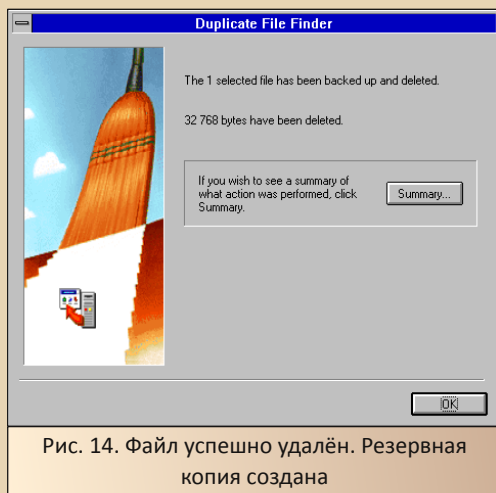 Duplicate File Finder
The 1 selected file has been backed up and deleted.
32 768 bytes have been deleted.
If you wish to see a summary of
what action was performed, click
Summary.
Summary...
OK
Рис. 14. Файл успешно удалён. Резервная
копия создана